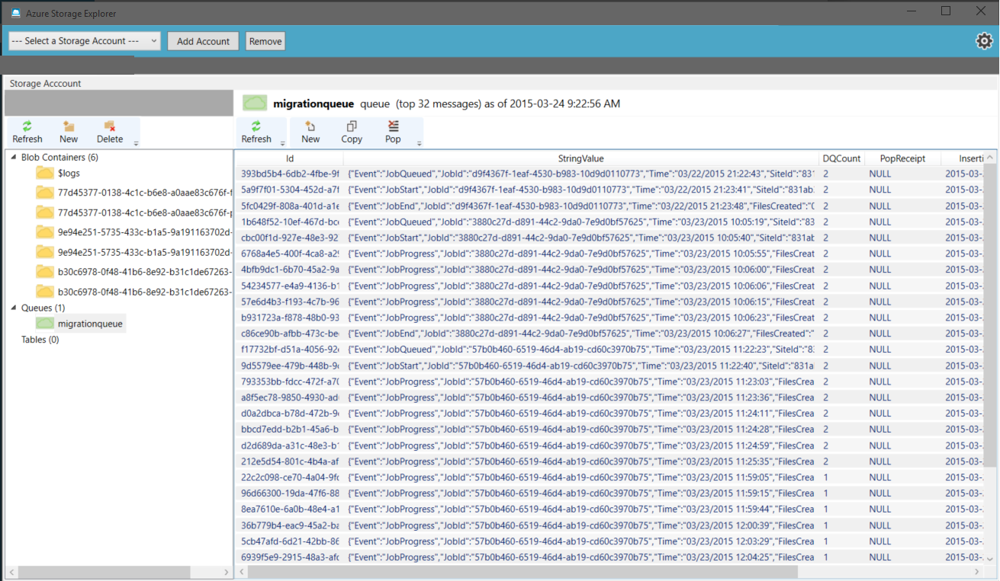 Azure Storage Explorer
--- Select a Storage Account --- Add Account Remove
Storage Acccount
migrationqueue queue (top 32 messages) as of 2015-03-24 9:22:56 AM
Refresh New Delete
Refresh New Copy Pop
Blob Containers (6)
$logs
77d45377-0138-4c1c-b6e8-a0aae83c676f-f
77d45377-0138-4c1c-b6e8-a0aae83c676f-p
9e94e251-5735-433c-b1a5-9a191163702d-
9e94e251-5735-433c-b1a5-9a191163702d-
b30c6978-0f48-41b6-8e92-b31c1de67263-
b30c6978-0f48-41b6-8e92-b31c1de67263-
Queues (1)
migrationqueue
Tables (0)
Id StringValue DQCount PopReceipt Inserti
393bd5b4-6db2-4fbe-9f {"Event":"JobQueued","JobId":"d9f4367f-1eaf-4530-b983-10d9d0110773","Time":"03/22/2015 21:22:43","SiteId":"831 2 NULL 2015-03-
5a9f7f01-5304-452d-a7f {"Event":"JobStart","JobId":"d9f4367f-1eaf-4530-b983-10d9d0110773","Time":"03/22/2015 21:23:41","SiteId":"831ab 2 NULL 2015-03-
5fc0429f-808a-401d-a1e {"Event":"JobEnd","JobId":"d9f4367f-1eaf-4530-b983-10d9d0110773","Time":"03/22/2015 21:23:48","FilesCreated":"0 2 NULL 2015-03-
1b648f52-10ef-467d-bc {"Event":"JobQueued","JobId":"3880c27d-d891-44c2-9da0-7e9d0bf57625","Time":"03/23/2015 10:05:19","SiteId":"83 2 NULL 2015-03-
cbc00f1d-927e-48e3-92 {"Event":"JobStart","JobId":"3880c27d-d891-44c2-9da0-7e9d0bf57625","Time":"03/23/2015 10:05:40","SiteId":"831ab 2 NULL 2015-03-
6768a4e5-400f-4ca8-a29 {"Event":"JobProgress","JobId":"3880c27d-d891-44c2-9da0-7e9d0bf57625","Time":"03/23/2015 10:05:55","FilesCreat 2 NULL 2015-03-
4bfb9dc1-6b70-45a2-9a {"Event":"JobProgress","JobId":"3880c27d-d891-44c2-9da0-7e9d0bf57625","Time":"03/23/2015 10:06:00","FilesCreat 2 NULL 2015-03-
54234577-e4a9-4136-b1 {"Event":"JobProgress","JobId":"3880c27d-d891-44c2-9da0-7e9d0bf57625","Time":"03/23/2015 10:06:06","FilesCreat 2 NULL 2015-03-
57e6d4b3-f193-4c7b-96 {"Event":"JobProgress","JobId":"3880c27d-d891-44c2-9da0-7e9d0bf57625","Time":"03/23/2015 10:06:15","FilesCreat 2 NULL 2015-03-
b931723a-f878-48b0-93 {"Event":"JobProgress","JobId":"3880c27d-d891-44c2-9da0-7e9d0bf57625","Time":"03/23/2015 10:06:23","FilesCreat 2 NULL 2015-03-
c86ce90b-afbb-473c-be {"Event":"JobEnd","JobId":"3880c27d-d891-44c2-9da0-7e9d0bf57625","Time":"03/23/2015 10:06:27","FilesCreated":" 2 NULL 2015-03-
f17732bf-d51a-4056-92 {"Event":"JobQueued","JobId":"57b0b460-6519-46d4-ab19-cd60c3970b75","Time":"03/23/2015 11:22:23","SiteId":"83 2 NULL 2015-03-
9d5579ee-479b-448b-9 {"Event":"JobStart","JobId":"57b0b460-6519-46d4-ab19-cd60c3970b75","Time":"03/23/2015 11:22:40","SiteId":"831a 2 NULL 2015-03-
793353bb-fdcc-472f-a70 {"Event":"JobProgress","JobId":"57b0b460-6519-46d4-ab19-cd60c3970b75","Time":"03/23/2015 11:23:03","FilesCrea 2 NULL 2015-03-
a8f5ec78-9850-4930-ad {"Event":"JobProgress","JobId":"57b0b460-6519-46d4-ab19-cd60c3970b75","Time":"03/23/2015 11:23:36","FilesCrea 2 NULL 2015-03-
d0a2dbca-b78d-472b-9 {"Event":"JobProgress","JobId":"57b0b460-6519-46d4-ab19-cd60c3970b75","Time":"03/23/2015 11:24:11","FilesCrea 2 NULL 2015-03-
bbcd7edd-b2b1-45a6-b {"Event":"JobProgress","JobId":"57b0b460-6519-46d4-ab19-cd60c3970b75","Time":"03/23/2015 11:24:28","FilesCrea 2 NULL 2015-03-
d2d689da-a31c-48e3-b1 {"Event":"JobProgress","JobId":"57b0b460-6519-46d4-ab19-cd60c3970b75","Time":"03/23/2015 11:24:59","FilesCrea 2 NULL 2015-03-
212e5d54-801c-4b4a-af {"Event":"JobProgress","JobId":"57b0b460-6519-46d4-ab19-cd60c3970b75","Time":"03/23/2015 11:25:35","FilesCrea 2 NULL 2015-03-
22c2c098-ce70-4a04-9f {"Event":"JobProgress","JobId":"57b0b460-6519-46d4-ab19-cd60c3970b75","Time":"03/23/2015 11:59:05","FilesCrea 1 NULL 2015-03-
96d66300-19da-47f6-88 {"Event":"JobProgress","JobId":"57b0b460-6519-46d4-ab19-cd60c3970b75","Time":"03/23/2015 11:59:15","FilesCrea 1 NULL 2015-03-
8ea7610e-6a0b-48e4-a1 {"Event":"JobProgress","JobId":"57b0b460-6519-46d4-ab19-cd60c3970b75","Time":"03/23/2015 11:59:44","FilesCrea 1 NULL 2015-03-
36b779b4-eac9-45a2-ba {"Event":"JobProgress","JobId":"57b0b460-6519-46d4-ab19-cd60c3970b75","Time":"03/23/2015 12:00:39","FilesCrea 1 NULL 2015-03-
5cb47afd-6d21-42bb-86 {"Event":"JobProgress","JobId":"57b0b460-6519-46d4-ab19-cd60c3970b75","Time":"03/23/2015 12:03:29","FilesCrea 1 NULL 2015-03-
6939f5e9-2915-48a3-af {"Event":"JobProgress","JobId":"57b0b460-6519-46d4-ab19-cd60c3970b75","Time":"03/23/2015 12:04:25","FilesCrea 1 NULL 2015-03-